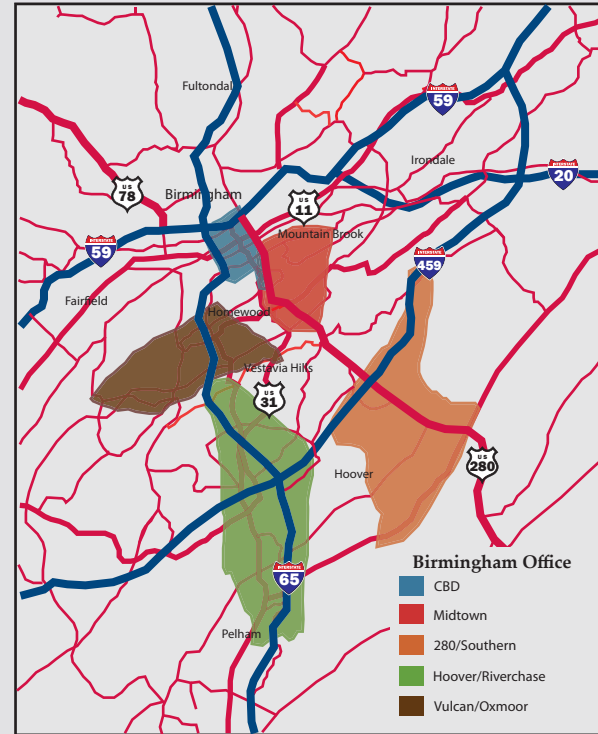 Fultondale
INTERSTATE
59
Irondale
INTERSTATE
20
US
78
Birmingham
US
11
Mountain Brook
INTERSTATE
59
INTERSTATE
459
Fairfield
Homewood
Vestavia Hills
US
31
Hoover
US
280
INTERSTATE
65
Pelham
Birmingham Office
CBD
Midtown
280/Southern
Hoover/Riverchase
Vulcan/Oxmoor